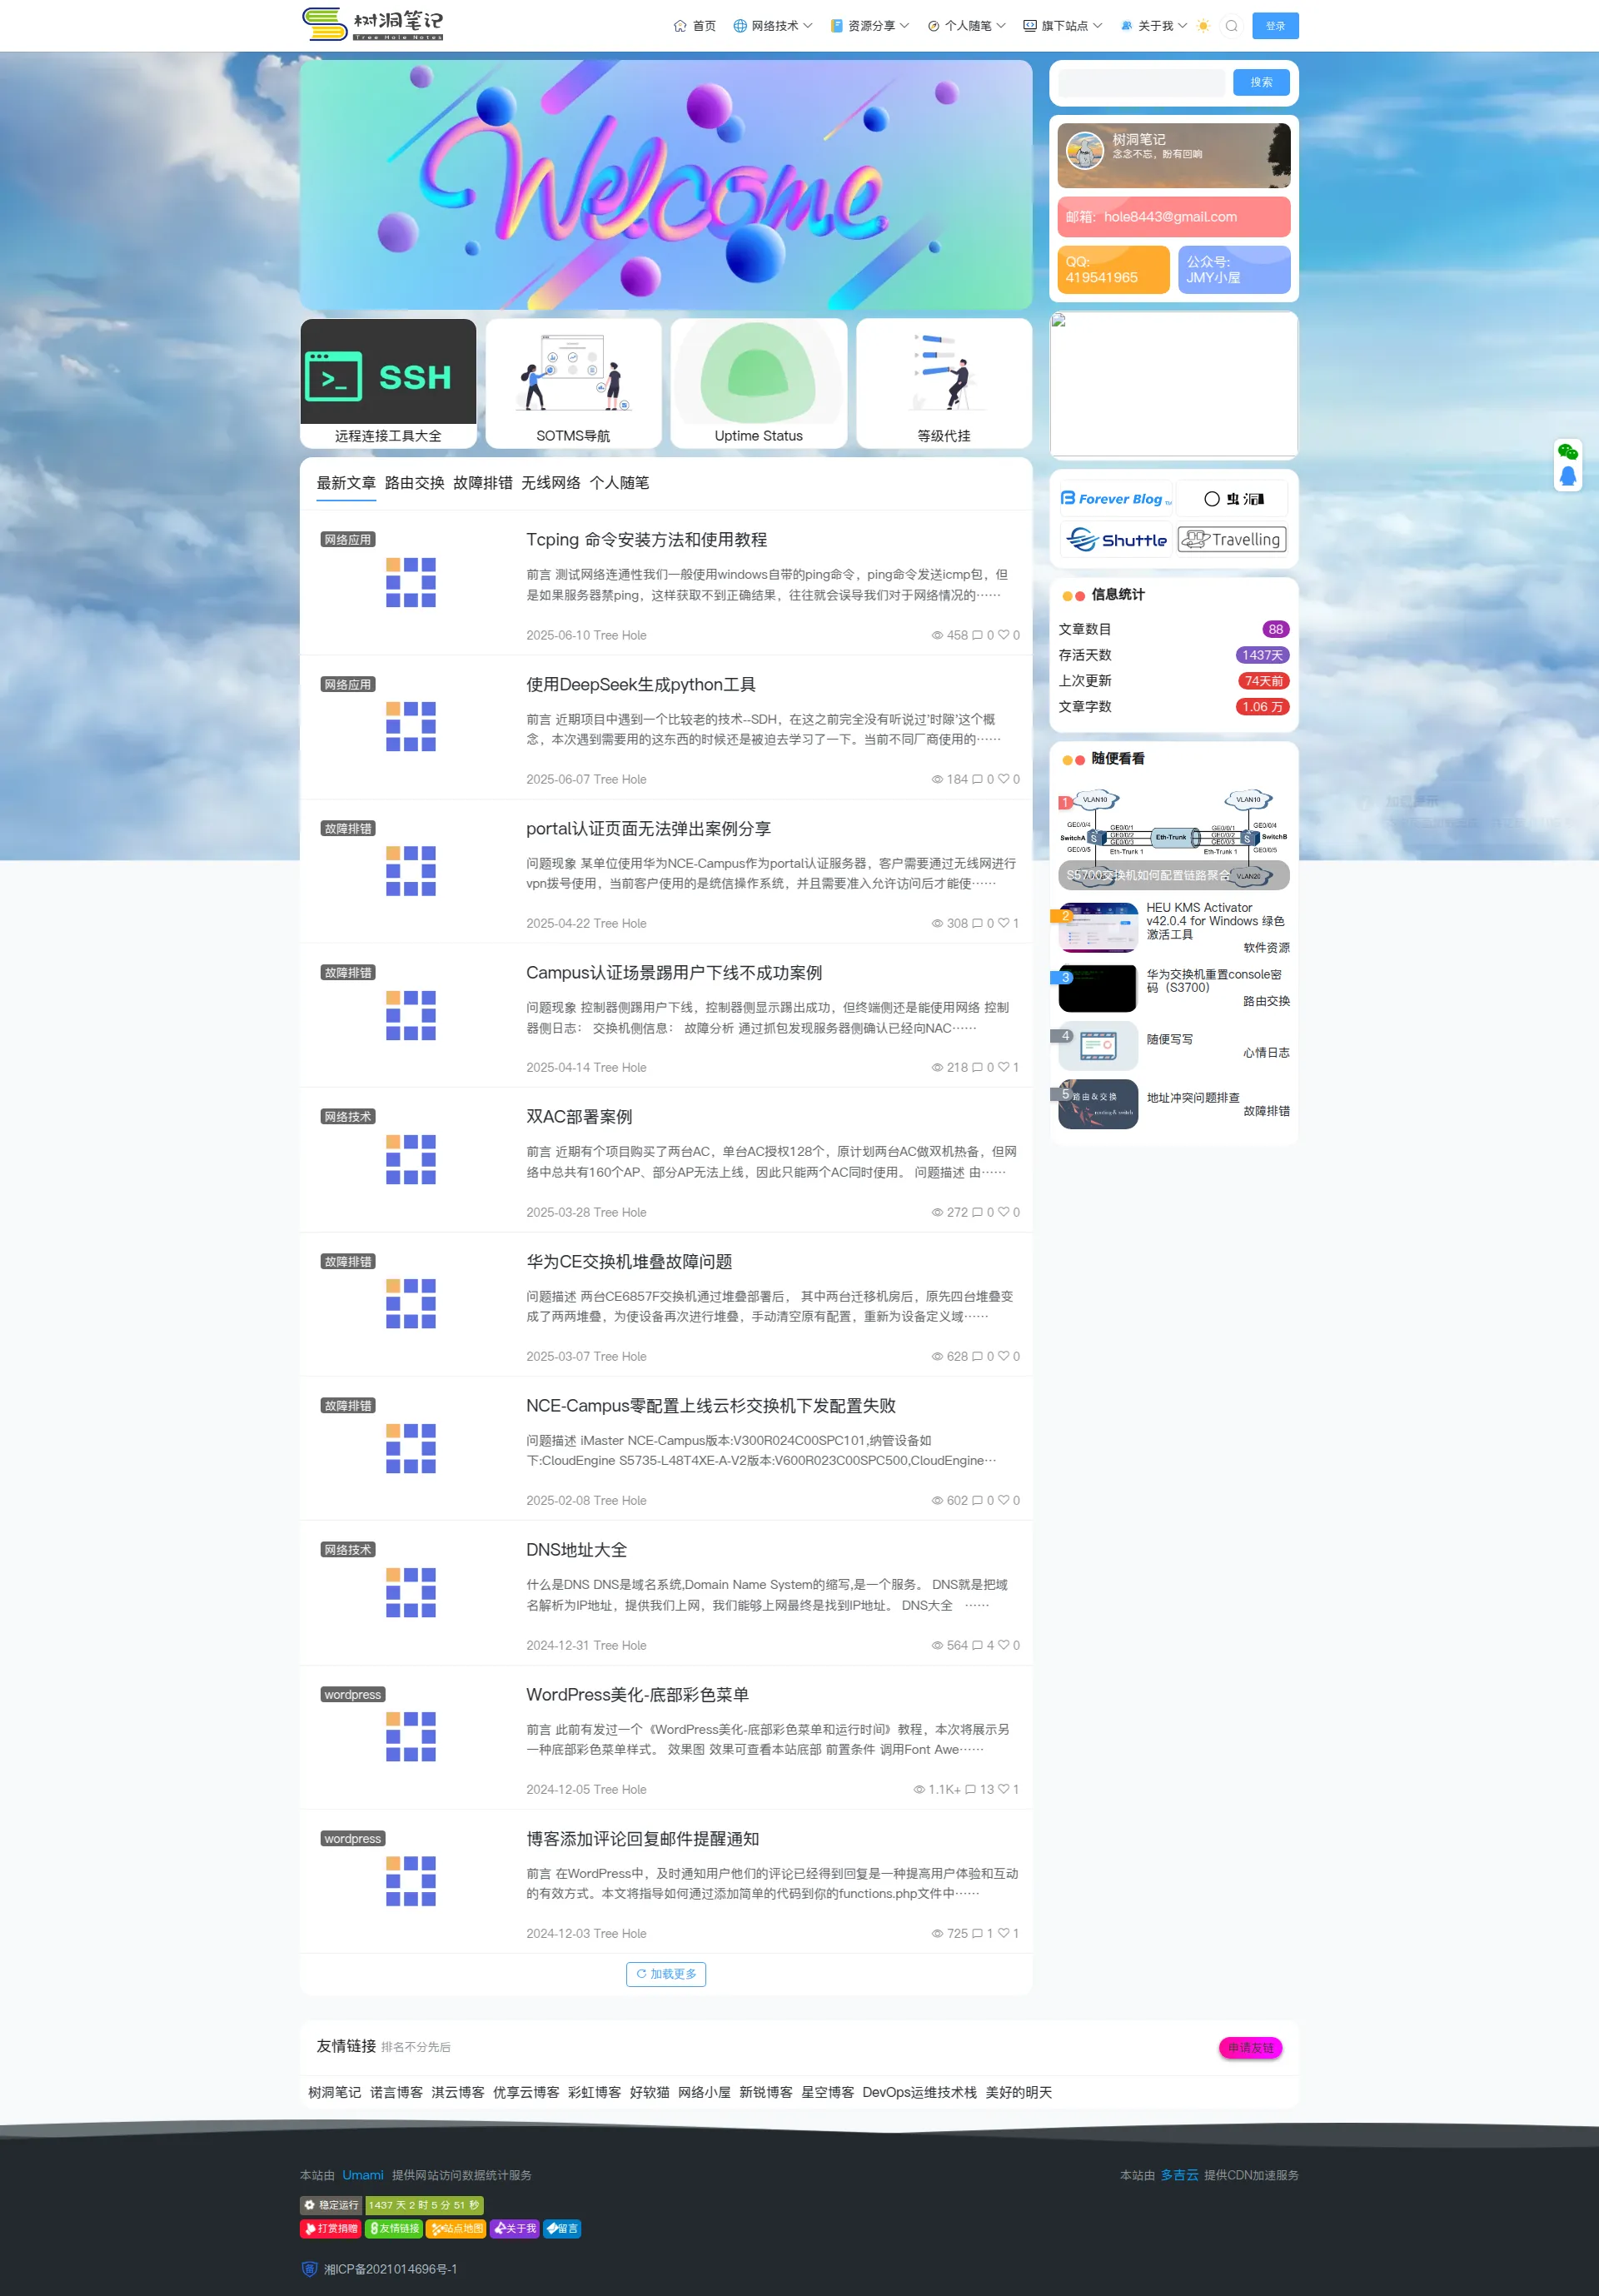 树洞笔记
Tree Hole Notes
首页 网络技术 资源分享 个人随笔 旗下站点 关于我 登录
Welcome
搜索
树洞笔记
念念不忘，盼有回响
邮箱：hole8443@gmail.com
QQ:
419541965
公众号:
JMY小屋
SSH
远程连接工具大全
SOTMS导航
Uptime Status
等级代挂
最新文章 路由交换 故障排错 无线网络 个人随笔
网络应用
Tcping 命令安装方法和使用教程
前言 测试网络连通性我们一般使用windows自带的ping命令，ping命令发送icmp包，但
是如果服务器禁ping，这样获取不到正确结果，往往就会误导我们对于网络情况的……
2025-06-10 Tree Hole
458 0 0
网络应用
使用DeepSeek生成python工具
前言 近期项目中遇到一个比较老的技术--SDH，在这之前完全没有听说过'时隙'这个概
念，本次遇到需要用的这东西的时候还是被迫去学习了一下。当前不同厂商使用的……
2025-06-07 Tree Hole
184 0 0
故障排错
portal认证页面无法弹出案例分享
问题现象 某单位使用华为NCE-Campus作为portal认证服务器，客户需要通过无线网进行
vpn拨号使用，当前客户使用的是统信操作系统，并且需要准入允许访问后才能使……
2025-04-22 Tree Hole
308 0 1
故障排错
Campus认证场景踢用户下线不成功案例
问题现象 控制器侧踢用户下线，控制器侧显示踢出成功，但终端侧还是能使用网络 控制
器侧日志： 交换机侧信息： 故障分析 通过抓包发现服务器侧确认已经向NAC……
2025-04-14 Tree Hole
218 0 1
网络技术
双AC部署案例
前言 近期有个项目购买了两台AC，单台AC授权128个，原计划两台AC做双机热备，但网
络中总共有160个AP、部分AP无法上线，因此只能两个AC同时使用。 问题描述 由……
2025-03-28 Tree Hole
272 0 0
故障排错
华为CE交换机堆叠故障问题
问题描述 两台CE6857F交换机通过堆叠部署后， 其中两台迁移机房后，原先四台堆叠变
成了两两堆叠，为使设备再次进行堆叠，手动清空原有配置，重新为设备定义域……
2025-03-07 Tree Hole
628 0 0
故障排错
NCE-Campus零配置上线云杉交换机下发配置失败
问题描述 iMaster NCE-Campus版本:V300R024C00SPC101,纳管设备如
下:CloudEngine S5735-L48T4XE-A-V2版本:V600R023C00SPC500,CloudEngine…
2025-02-08 Tree Hole
602 0 0
网络技术
DNS地址大全
什么是DNS DNS是域名系统,Domain Name System的缩写,是一个服务。 DNS就是把域
名解析为IP地址，提供我们上网，我们能够上网最终是找到IP地址。 DNS大全 ……
2024-12-31 Tree Hole
564 4 0
wordpress
WordPress美化-底部彩色菜单
前言 此前有发过一个《WordPress美化-底部彩色菜单和运行时间》教程，本次将展示另
一种底部彩色菜单样式。 效果图 效果可查看本站底部 前置条件 调用Font Awe……
2024-12-05 Tree Hole
1.1K+ 13 1
wordpress
博客添加评论回复邮件提醒通知
前言 在WordPress中，及时通知用户他们的评论已经得到回复是一种提高用户体验和互动
的有效方式。本文将指导如何通过添加简单的代码到你的functions.php文件中……
2024-12-03 Tree Hole
725 1 1
加载更多
Forever Blog
虫洞
Shuttle
Travelling
信息统计
文章数目 88
存活天数 1437天
上次更新 74天前
文章字数 1.06 万
随便看看
1
VLAN10 VLAN10
GE0/0/4 GE0/0/4
GE0/0/1 GE0/0/1
SwitchA GE0/0/2 Eth-Trunk GE0/0/2 SwitchB
GE0/0/3 GE0/0/3
GE0/0/5 Eth-Trunk 1 Eth-Trunk 1 GE0/0/5
S5700交换机如何配置链路聚合
VLAN20
2
HEU KMS Activator
v42.0.4 for Windows 绿色
激活工具
软件资源
3
华为交换机重置console密
码（S3700）
路由交换
4
随便写写
心情日志
5
路由&交换
地址冲突问题排查
故障排错
友情链接 排名不分先后
申请友链
树洞笔记 诺言博客 淇云博客 优享云博客 彩虹博客 好软猫 网络小屋 新锐博客 星空博客 DevOps运维技术栈 美好的明天
本站由 Umami 提供网站访问数据统计服务
本站由 多吉云 提供CDN加速服务
稳定运行 1437 天 2 时 5 分 51 秒
打赏捐赠 友情链接 站点地图 关于我 留言
湘ICP备2021014696号-1